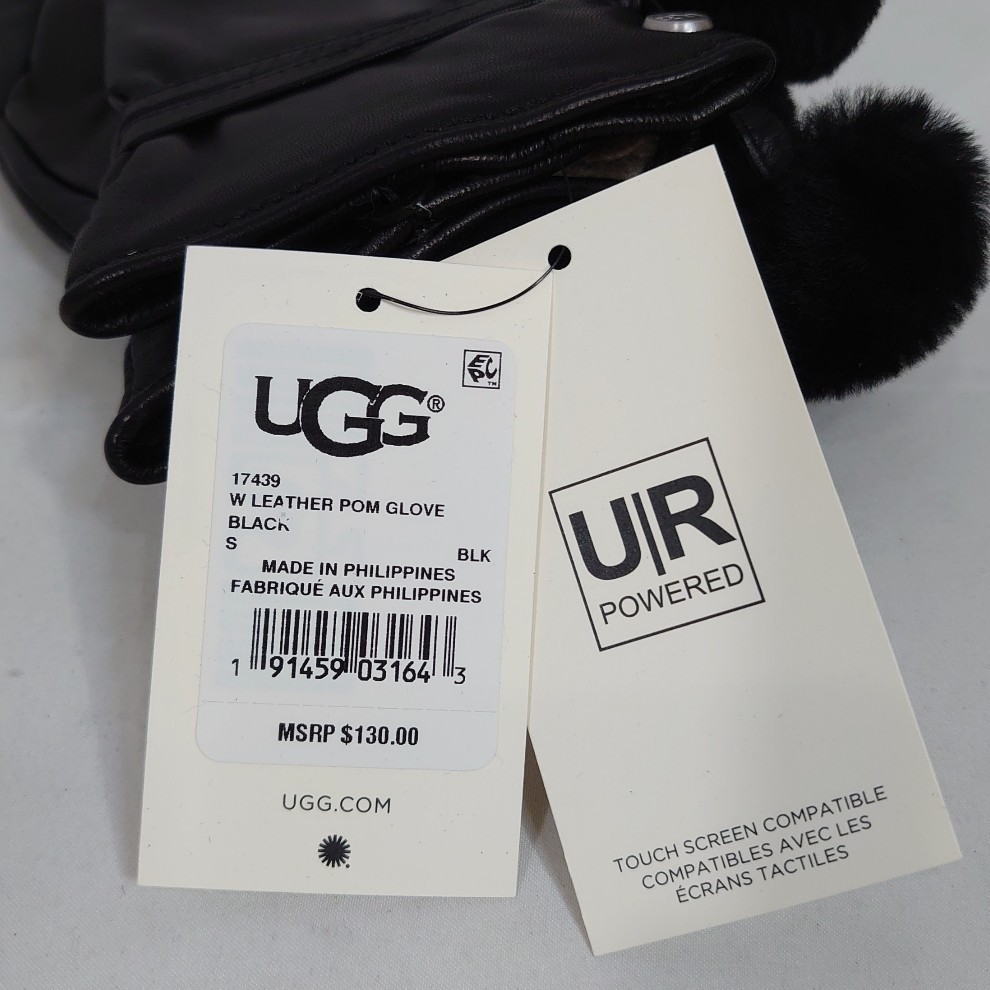 ECPC™
UGG®
17439
W LEATHER POM GLOVE
BLACK
S BLK
MADE IN PHILIPPINES
FABRIQUÉ AUX PHILIPPINES
1 91459 03164 3
MSRP $130.00
UGG.COM
U|R
POWERED
TOUCH SCREEN COMPATIBLE
COMPATIBLES AVEC LES
ÉCRANS TACTILES